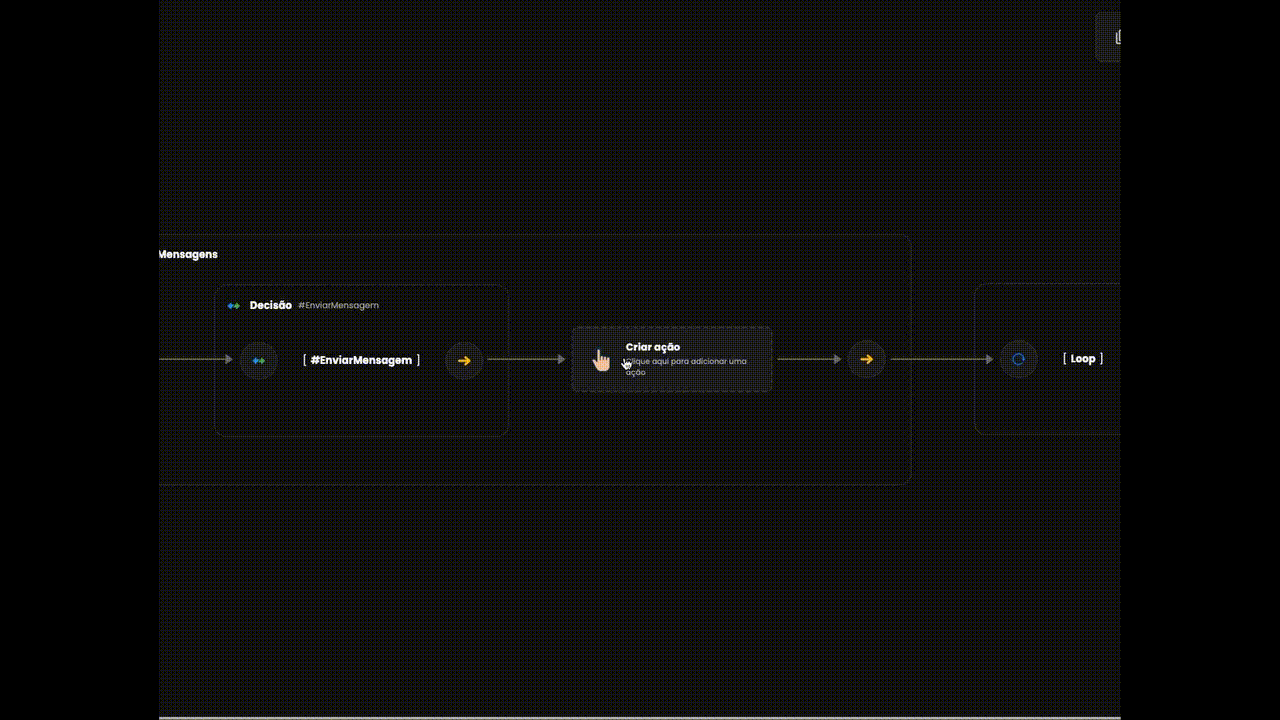 Mensagens
Decisão #EnviarMensagem
[ #EnviarMensagem ]
Criar ação
Clique aqui para adicionar uma
ação
[ Loop ]